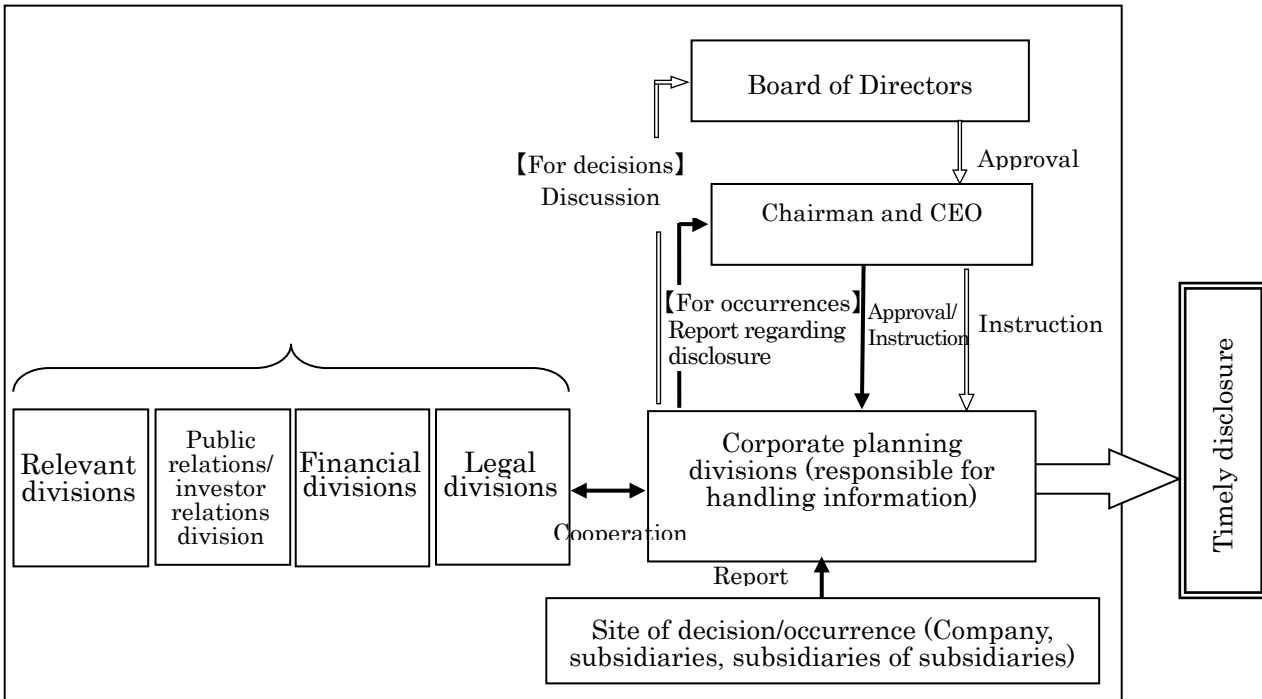 Board of Directors
Approval
【For decisions】
Discussion
Chairman and CEO
【For occurrences】
Report regarding
disclosure
Approval/
Instruction
Instruction
Relevant
divisions
Public
relations/
investor
relations
division
Financial
divisions
Legal
divisions
Cooperation
Corporate planning
divisions (responsible for
handling information)
Timely disclosure
Report
Site of decision/occurrence (Company,
subsidiaries, subsidiaries of subsidiaries)